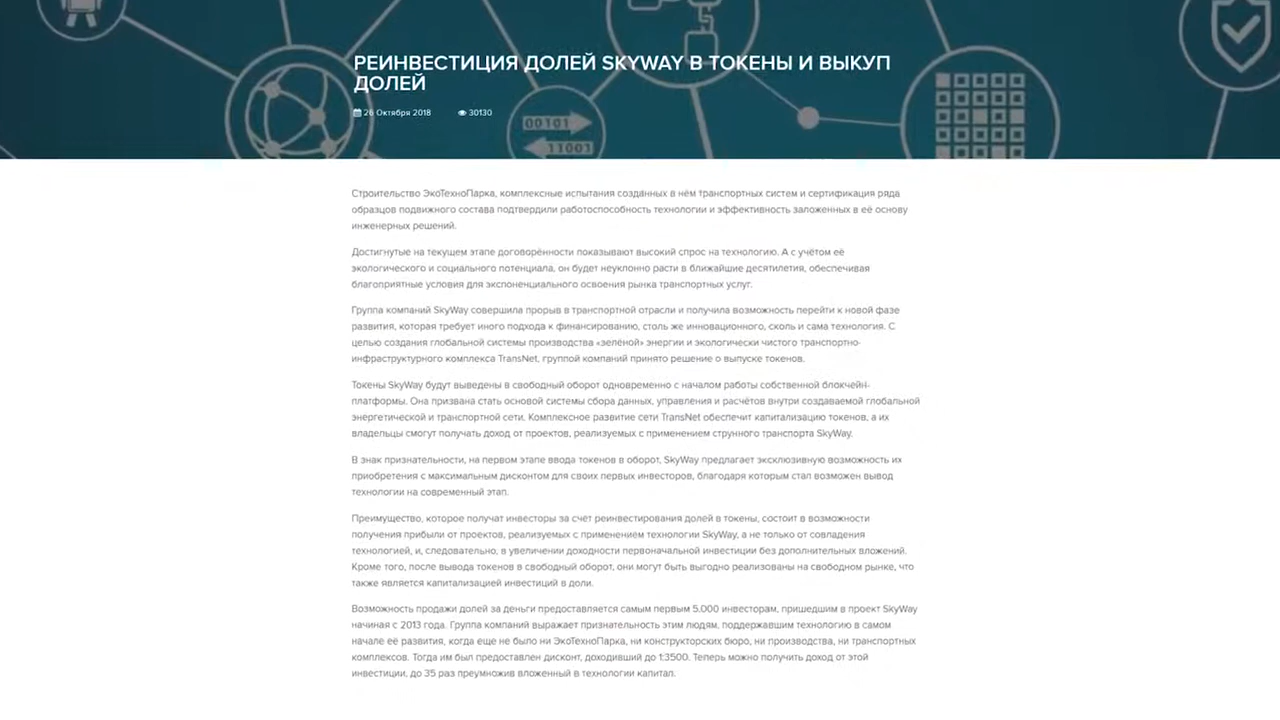 РЕИНВЕСТИЦИЯ ДОЛЕЙ SKYWAY В ТОКЕНЫ И ВЫКУП
ДОЛЕЙ
26 Октября 2018 30130
00101
11001
Строительство ЭкоТехноПарка, комплексные испытания созданных в нём транспортных систем и сертификация ряда
образцов подвижного состава подтвердили работоспособность технологии и эффективность заложенных в её основу
инженерных решений.
Достигнутые на текущем этапе договорённости показывают высокий спрос на технологию. А с учётом её
экологического и социального потенциала, он будет неуклонно расти в ближайшие десятилетия, обеспечивая
благоприятные условия для экспоненциального освоения рынка транспортных услуг.
Группа компаний SkyWay совершила прорыв в транспортной отрасли и получила возможность перейти к новой фазе
развития, которая требует иного подхода к финансированию, столь же инновационного, сколь и сама технология. С
целью создания глобальной системы производства «зелёной» энергии и экологически чистого транспортно-
инфраструктурного комплекса TransNet, группой компаний принято решение о выпуске токенов.
Токены SkyWay будут выведены в свободный оборот одновременно с началом работы собственной блокчейн-
платформы. Она призвана стать основой системы сбора данных, управления и расчётов внутри создаваемой глобальной
энергетической и транспортной сети. Комплексное развитие сети TransNet обеспечит капитализацию токенов, а их
владельцы смогут получать доход от проектов, реализуемых с применением струнного транспорта SkyWay.
В знак признательности, на первом этапе ввода токенов в оборот, SkyWay предлагает эксклюзивную возможность их
приобретения с максимальным дисконтом для своих первых инвесторов, благодаря которым стал возможен вывод
технологии на современный этап.
Преимущество, которое получат инвесторы за счёт реинвестирования долей в токены, состоит в возможности
получения прибыли от проектов, реализуемых с применением технологии SkyWay, а не только от совладения
технологией, и, следовательно, в увеличении доходности первоначальной инвестиции без дополнительных вложений.
Кроме того, после вывода токенов в свободный оборот, они могут быть выгодно реализованы на свободном рынке, что
также является капитализацией инвестиций в доли.
Возможность продажи долей за деньги предоставляется самым первым 5.000 инвесторам, пришедшим в проект SkyWay
начиная с 2013 года. Группа компаний выражает признательность этим людям, поддержавшим технологию в самом
начале её развития, когда еще не было ни ЭкоТехноПарка, ни конструкторских бюро, ни производства, ни транспортных
комплексов. Тогда им был предоставлен дисконт, доходивший до 1:3500. Теперь можно получить доход от этой
инвестиции, до 35 раз преумножив вложенный в технологии капитал.